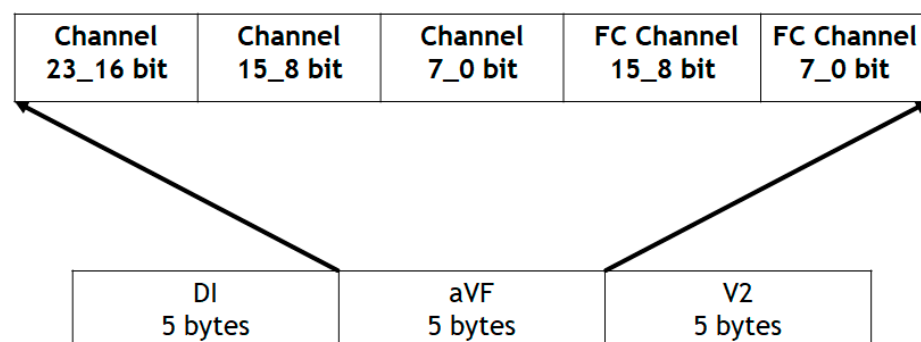 Channel 23_16 bit
Channel 15_8 bit
Channel 7_0 bit
FC Channel 15_8 bit
FC Channel 7_0 bit
DI 5 bytes
aVF 5 bytes
V2 5 bytes